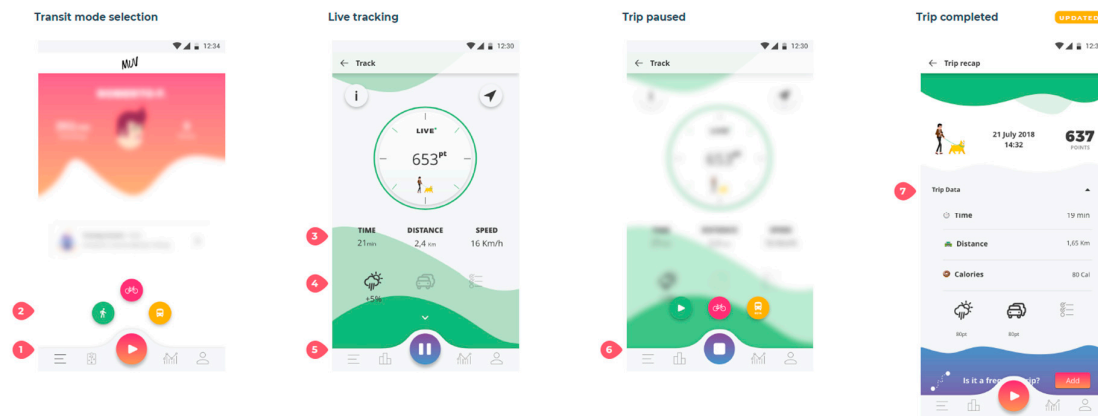 Transit mode selection
Live tracking
Trip paused
Trip completed
UPDATED
12:34
MUV
2
1
12:30
Track
i
LIVE
653pt
3
TIME
DISTANCE
SPEED
21min
2,4 Km
16 Km/h
4
+5%
5
12:30
Track
6
Trip recap
21 July 2018
14:32
637
POINTS
7
Trip Data
Time
19 min
Distance
1,65 Km
Calories
80 Cal
80pt
80pt
Is it a
Add